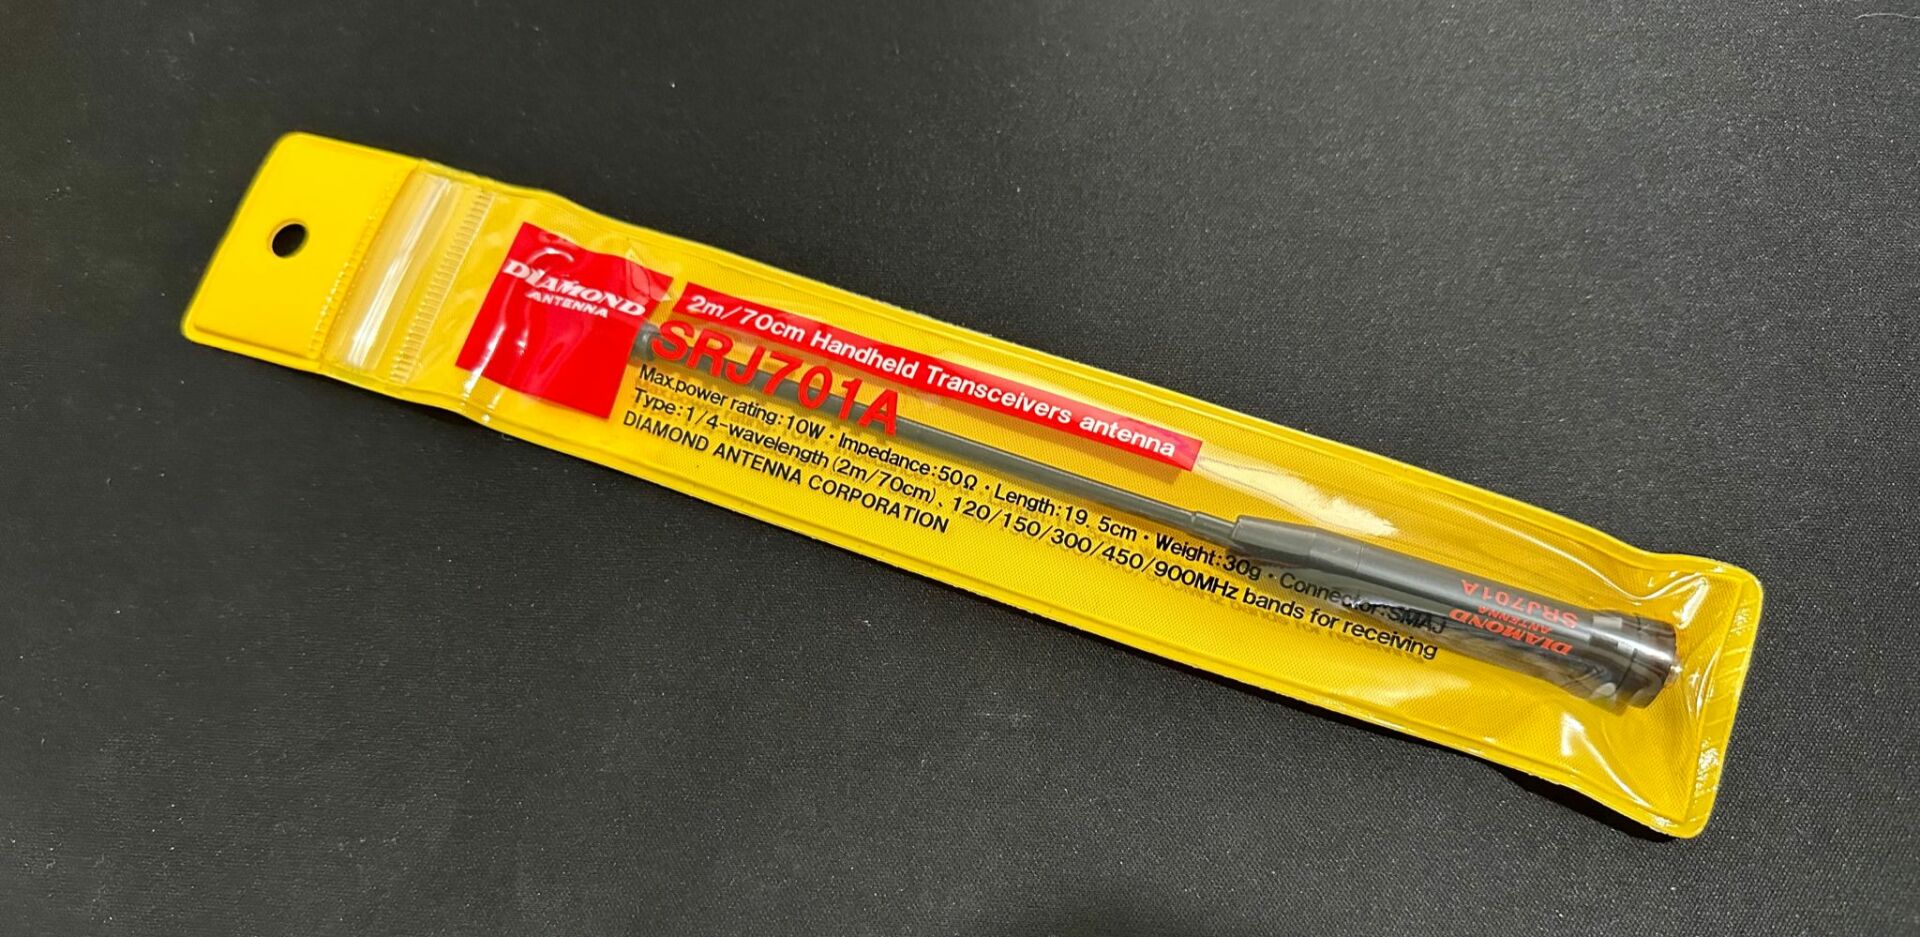 DIAMOND
ANTENNA
2m/70cm Handheld Transceivers antenna
SRJ701A
Max.power rating:10W・Impedance:50Ω・Length:19. 5cm・Weight:30g・Connector:SMAJ
Type:1/4-wavelength(2m/70cm)、120/150/300/450/900MHz bands for receiving
DIAMOND ANTENNA CORPORATION
DIAMOND
ANTENNA
SRJ701A